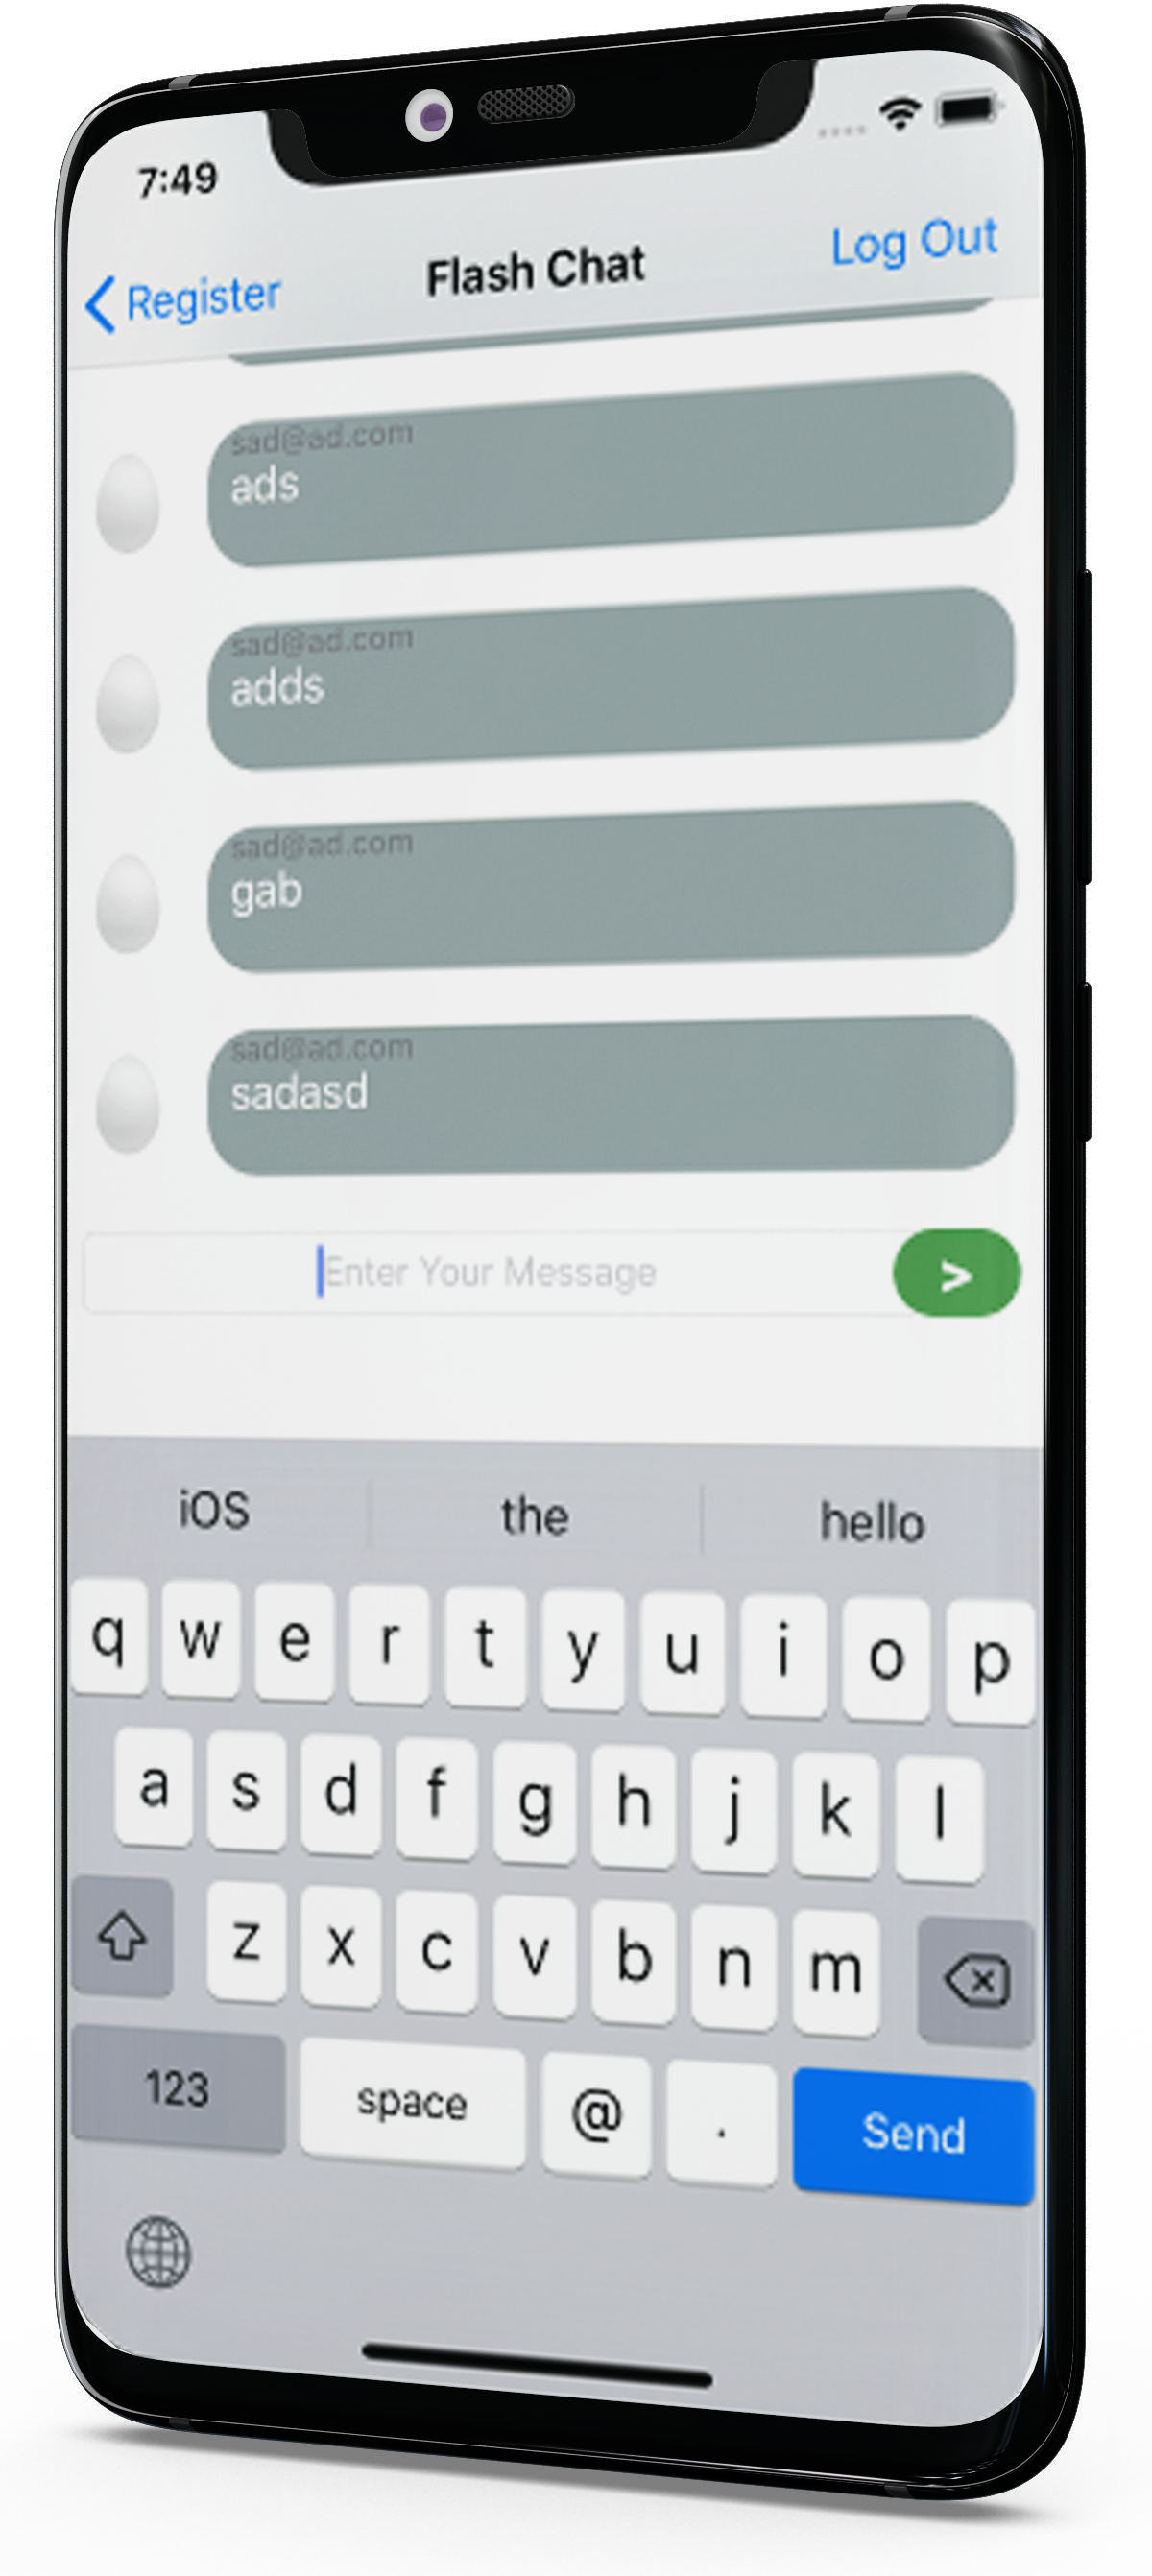 7:49
Register
Flash Chat
Log Out
sad@ad.com
ads
sad@ad.com
adds
sad@ad.com
gab
sad@ad.com
sadasd
Enter Your Message
>
iOS the hello
q w e r t y u i o p
a s d f g h j k l
z x c v b n m
123 space @ . Send